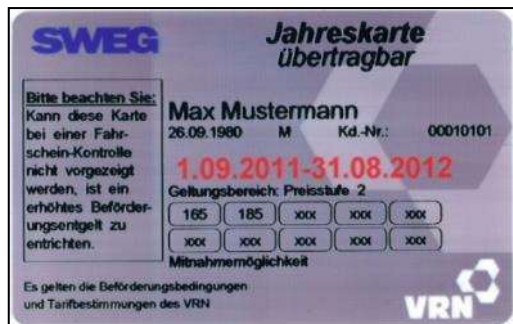 SWEG
Jahreskarte
übertragbar
Bitte beachten Sie:
Kann diese Karte
bei einer Fahr-
schein-Kontrolle
nicht vorgezeigt
werden, ist ein
erhöhtes Beförder-
ungsentgelt zu
entrichten.
Max Mustermann
26.09.1980 M Kd.-Nr.: 00010101
1.09.2011-31.08.2012
Geltungsbereich: Preisstufe 2
165 185 xxx xxx xxx
xxx xxx xxx xxx xxx
Mitnahmemöglichkeit
Es gelten die Beförderungsbedingungen
und Tarifbestimmungen des VRN
VRN